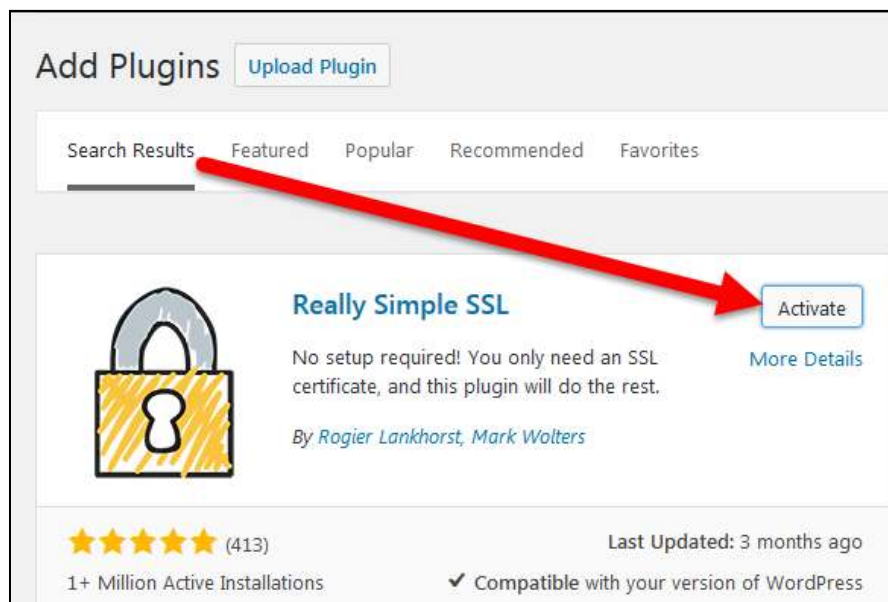 Add Plugins Upload Plugin
Search Results Featured Popular Recommended Favorites
Really Simple SSL
Activate
No setup required! You only need an SSL
certificate, and this plugin will do the rest.
More Details
By Rogier Lankhorst, Mark Wolters
(413)
Last Updated: 3 months ago
1+ Million Active Installations
✔ Compatible with your version of WordPress